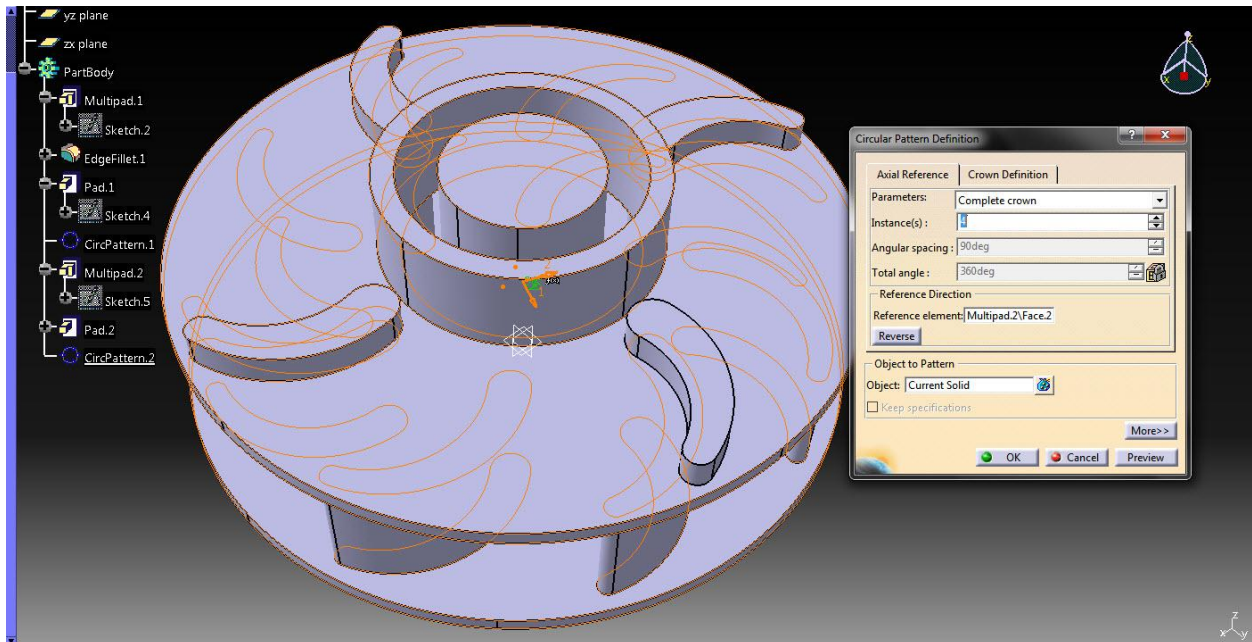 yz plane
zx plane
PartBody
Multipad.1
Sketch.2
EdgeFillet.1
Pad.1
Sketch.4
CircPattern.1
Multipad.2
Sketch.5
Pad.2
CircPattern.2
z
x y
1
Circular Pattern Definition
? X
Axial Reference Crown Definition
Parameters: Complete crown
Instance(s) : 4
Angular spacing : 90deg
Total angle : 360deg
Reference Direction
Reference element: Multipad.2\Face.2
Reverse
Object to Pattern
Object: Current Solid
Keep specifications
More>>
OK Cancel Preview
z
x y